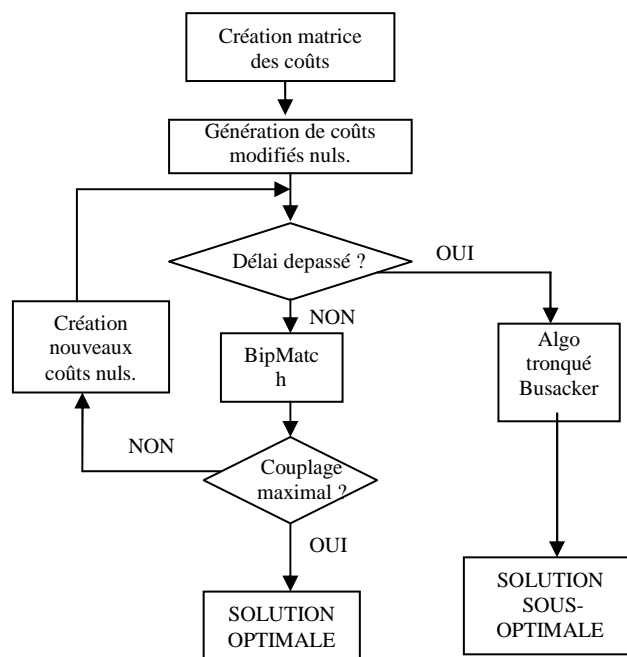 Création matrice
des coûts
Génération de coûts
modifiés nuls.
Délai depassé ?
OUI
NON
Création
nouveaux
coûts nuls.
BipMatc
h
Algo
tronqué
Busacker
NON
Couplage
maximal ?
OUI
SOLUTION
OPTIMALE
SOLUTION
SOUS-
OPTIMALE